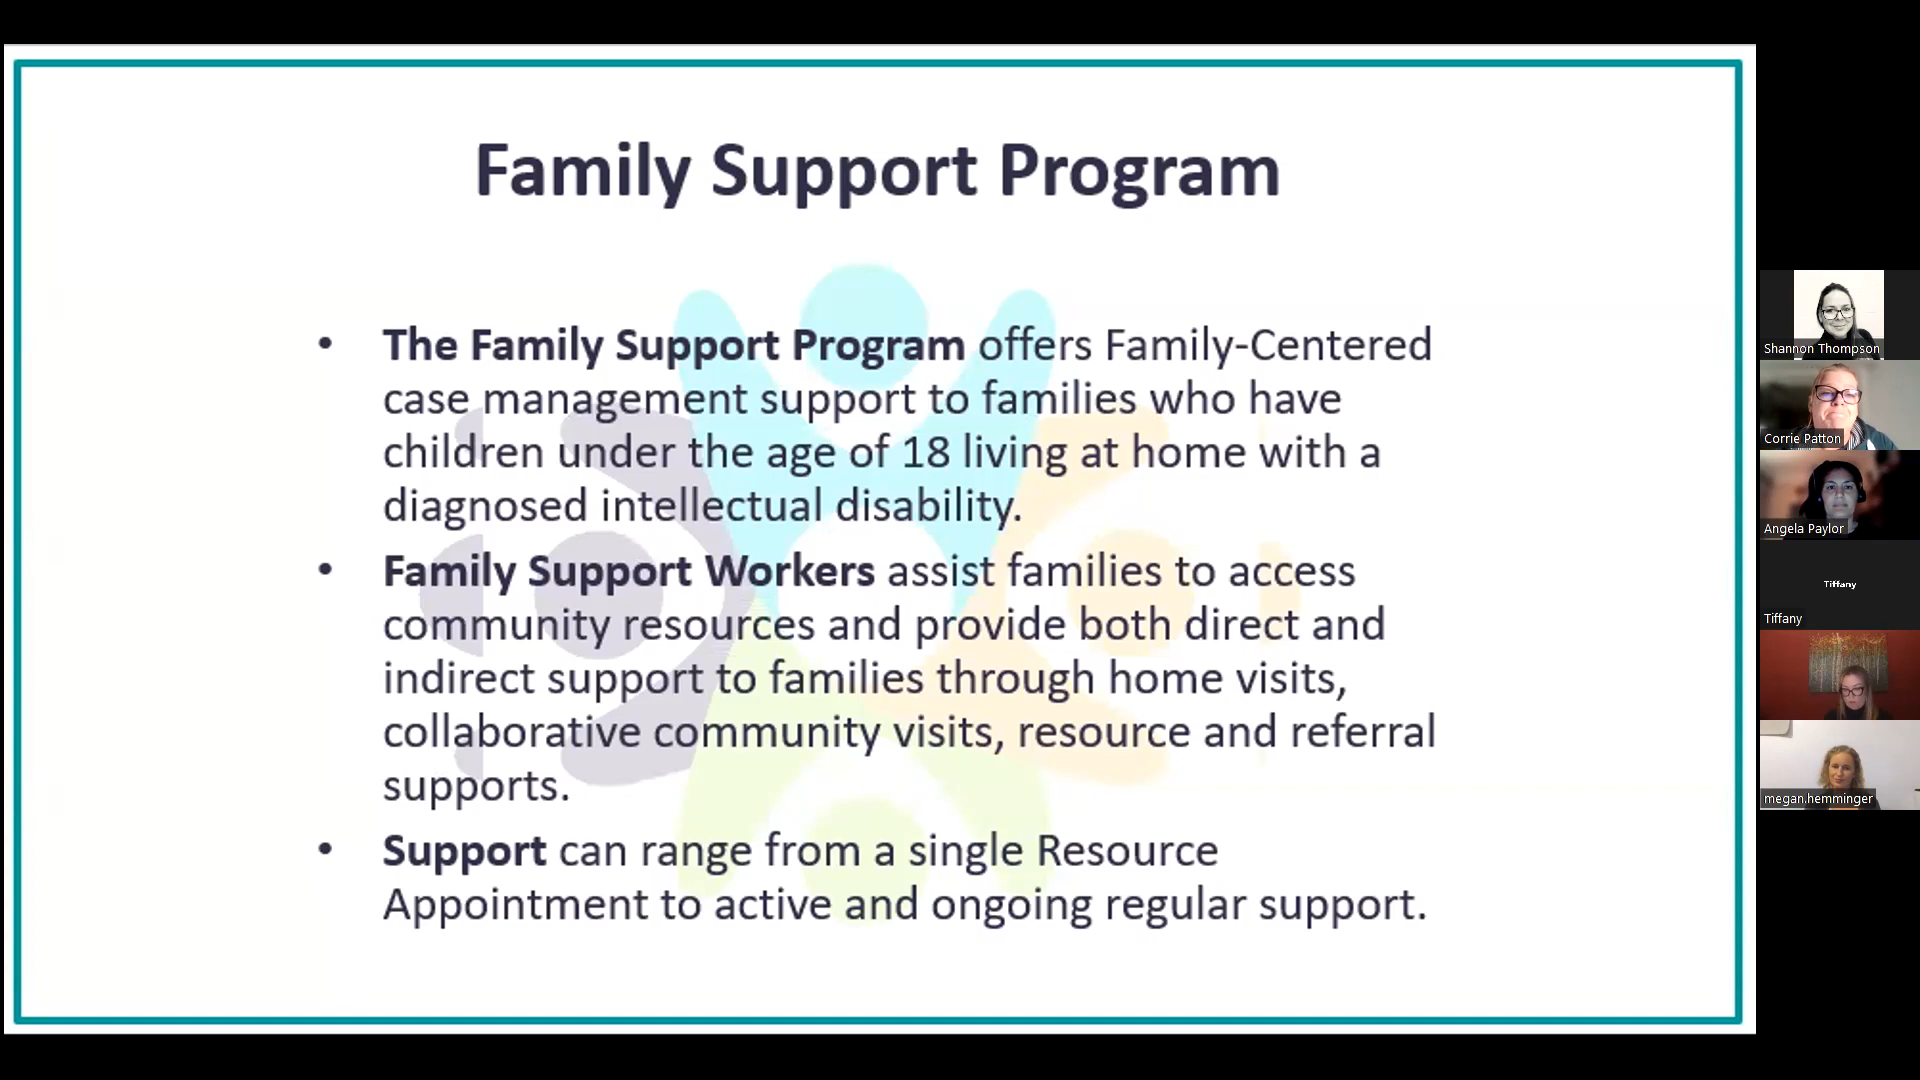 Family Support Program
• The Family Support Program offers Family-Centered
case management support to families who have
children under the age of 18 living at home with a
diagnosed intellectual disability.
• Family Support Workers assist families to access
community resources and provide both direct and
indirect support to families through home visits,
collaborative community visits, resource and referral
supports.
• Support can range from a single Resource
Appointment to active and ongoing regular support.
Shannon Thompson
Corrie Patton
Angela Paylor
Tiffany
Tiffany
megan.hemminger